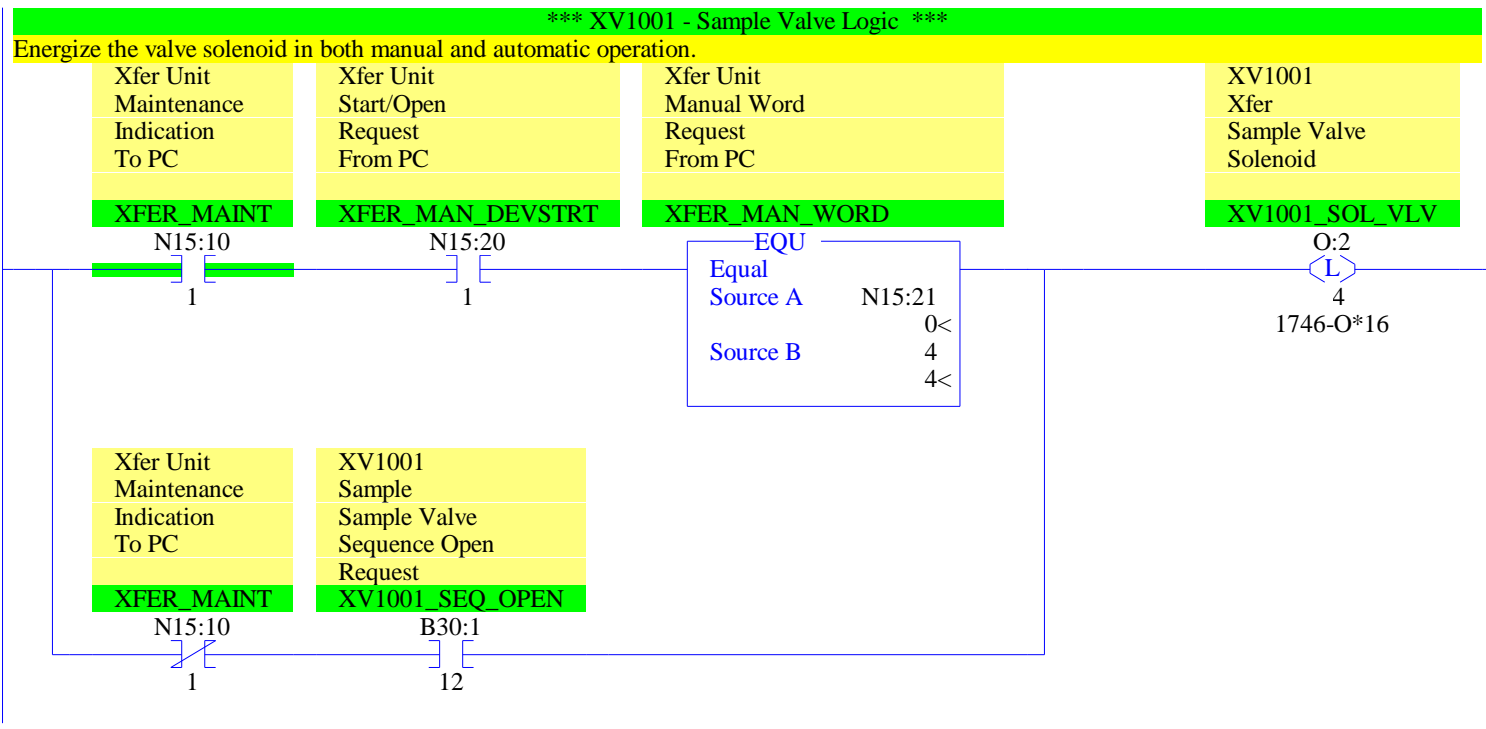 *** XV1001 - Sample Valve Logic ***
Energize the valve solenoid in both manual and automatic operation.
Xfer Unit
Maintenance
Indication
To PC
XFER_MAINT
N15:10
1
Xfer Unit
Start/Open
Request
From PC
XFER_MAN_DEVSTRT
N15:20
1
Xfer Unit
Manual Word
Request
From PC
XFER_MAN_WORD
EQU
Equal
Source A N15:21
0<
Source B 4
4<
XV1001
Xfer
Sample Valve
Solenoid
XV1001_SOL_VLV
O:2
L
4
1746-O*16
Xfer Unit
Maintenance
Indication
To PC
XFER_MAINT
N15:10
1
XV1001
Sample
Sample Valve
Sequence Open
Request
XV1001_SEQ_OPEN
B30:1
12